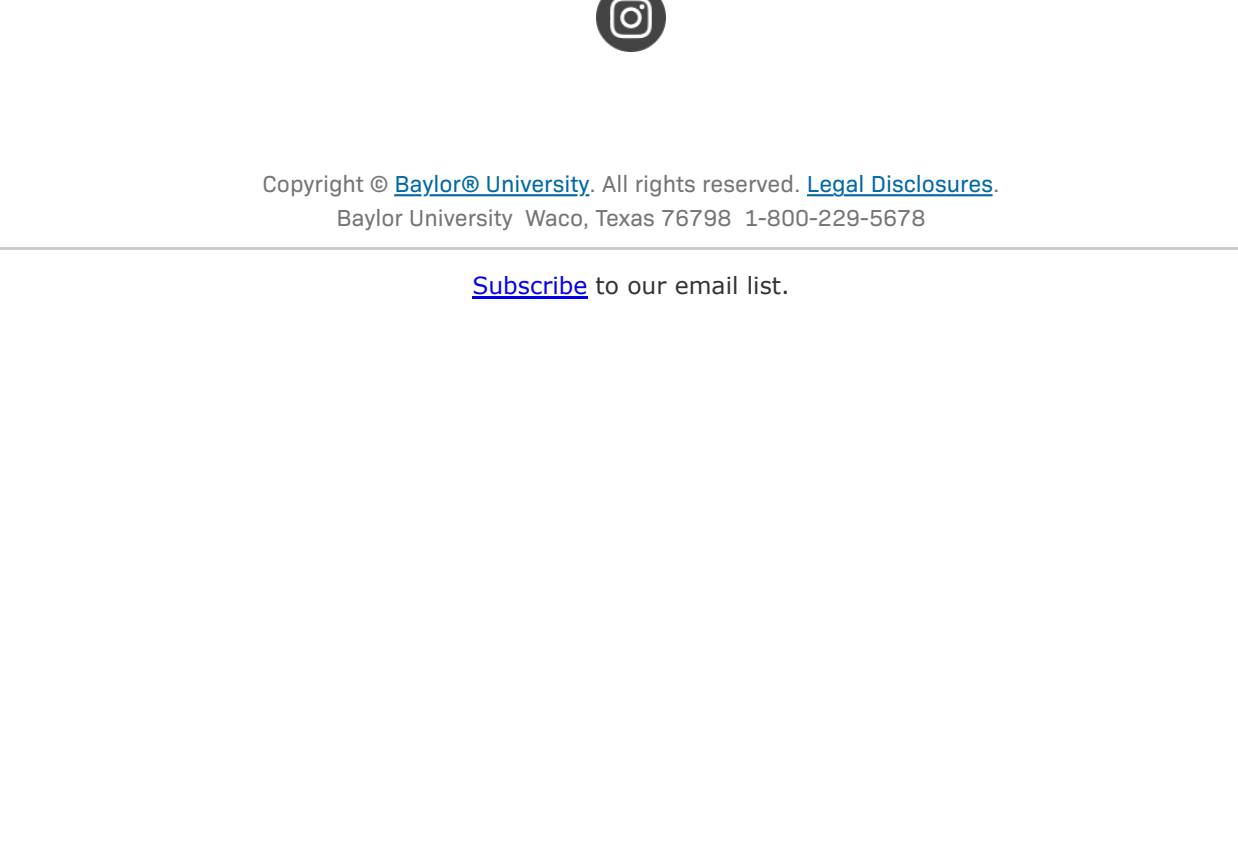 Copyright © Baylor® University. All rights reserved. Legal Disclosures.
Baylor University  Waco, Texas 76798  1-800-229-5678
Subscribe to our email list.